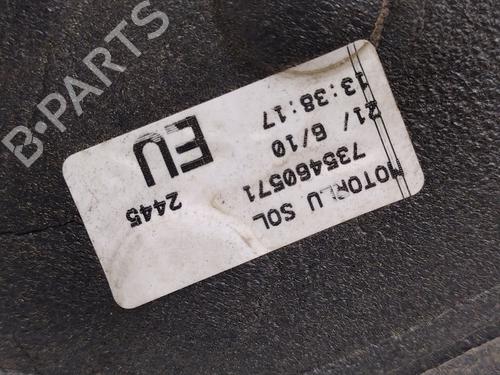 B-PARTS
MOTORLU SOL
735460571
21/ 6/10
13:38:17
2445
EU